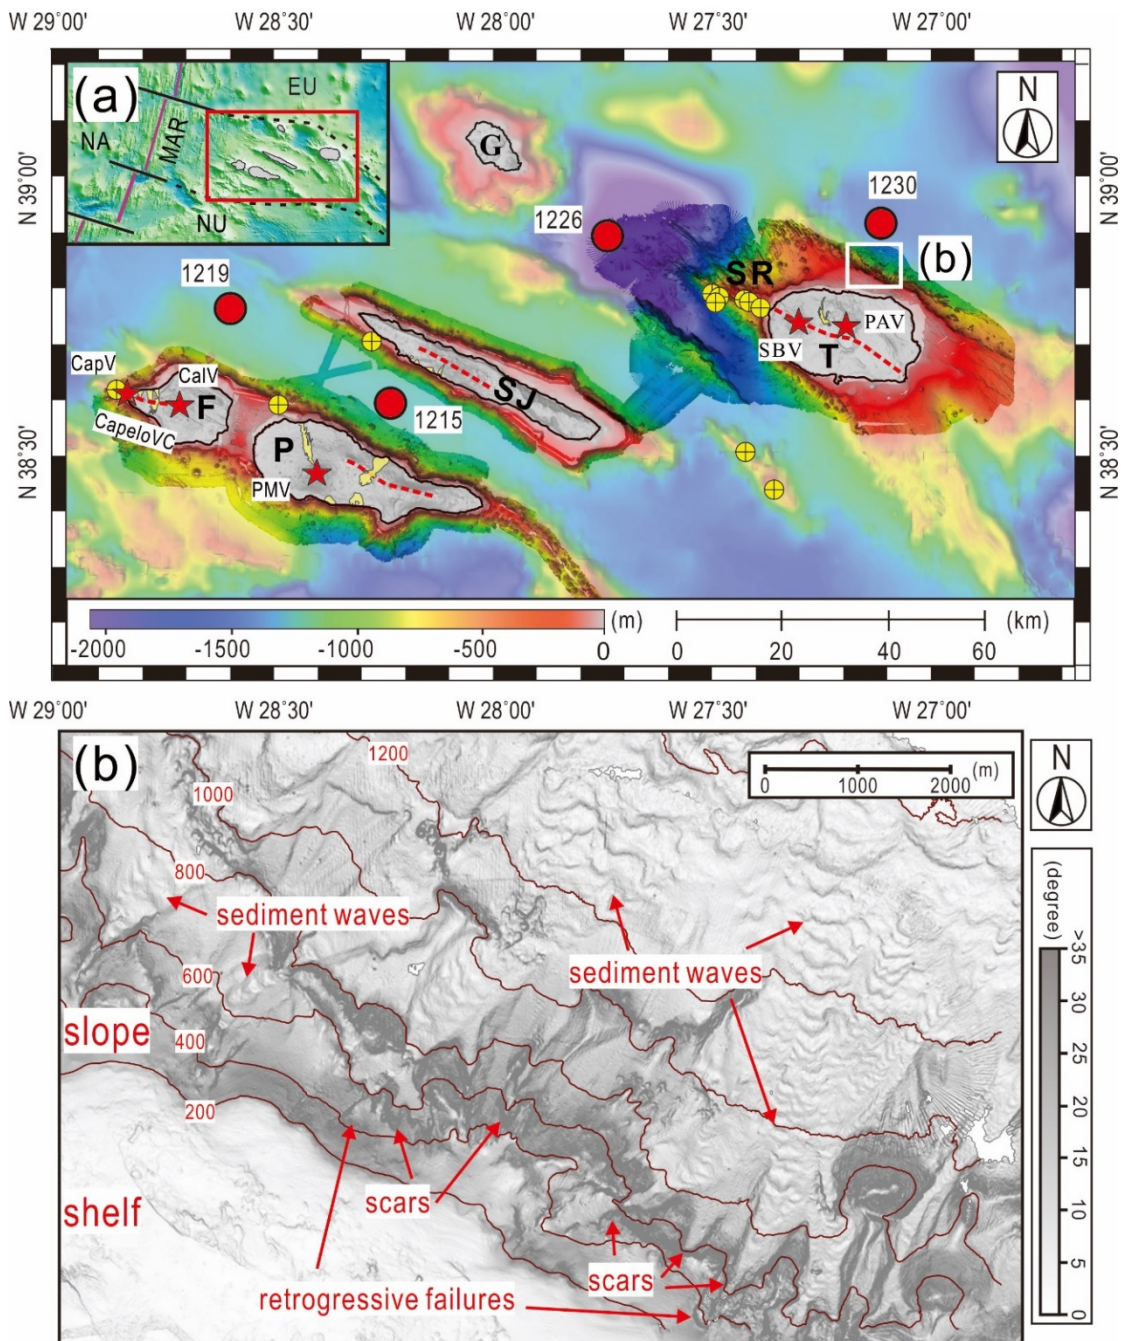 W 29°00' W 28°30' W 28°00' W 27°30' W 27°00'
(a)
EU
NA
MAR
NU
G
N
N 39°00'
N 39°00'
1226
1230
1219
SR
(b)
PAV
SBV
T
CapV
CalV
F
CapeloVC
SJ
1215
P
PMV
N 38°30'
N 38°30'
-2000 -1500 -1000 -500 0 (m)
0 20 40 60 (km)
W 29°00' W 28°30' W 28°00' W 27°30' W 27°00'
(b)
1200
0 1000 2000 (m)
N
1000
800
sediment waves
sediment waves
600
slope
400
200
scars
shelf
scars
retrogressive failures
(degree)
>35
30
25
20
15
10
5
0